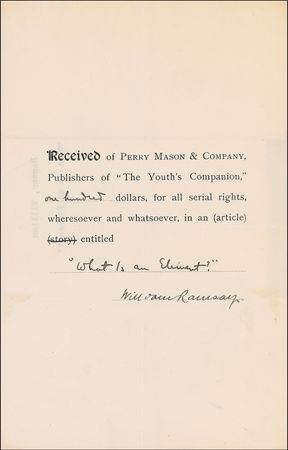 Received of PERRY MASON & COMPANY,
Publishers of "The Youth's Companion,"
one hundred dollars, for all serial rights,
wheresoever and whatsoever, in an (article)
(story) entitled
"What Is an Element?"
William Ramsay.